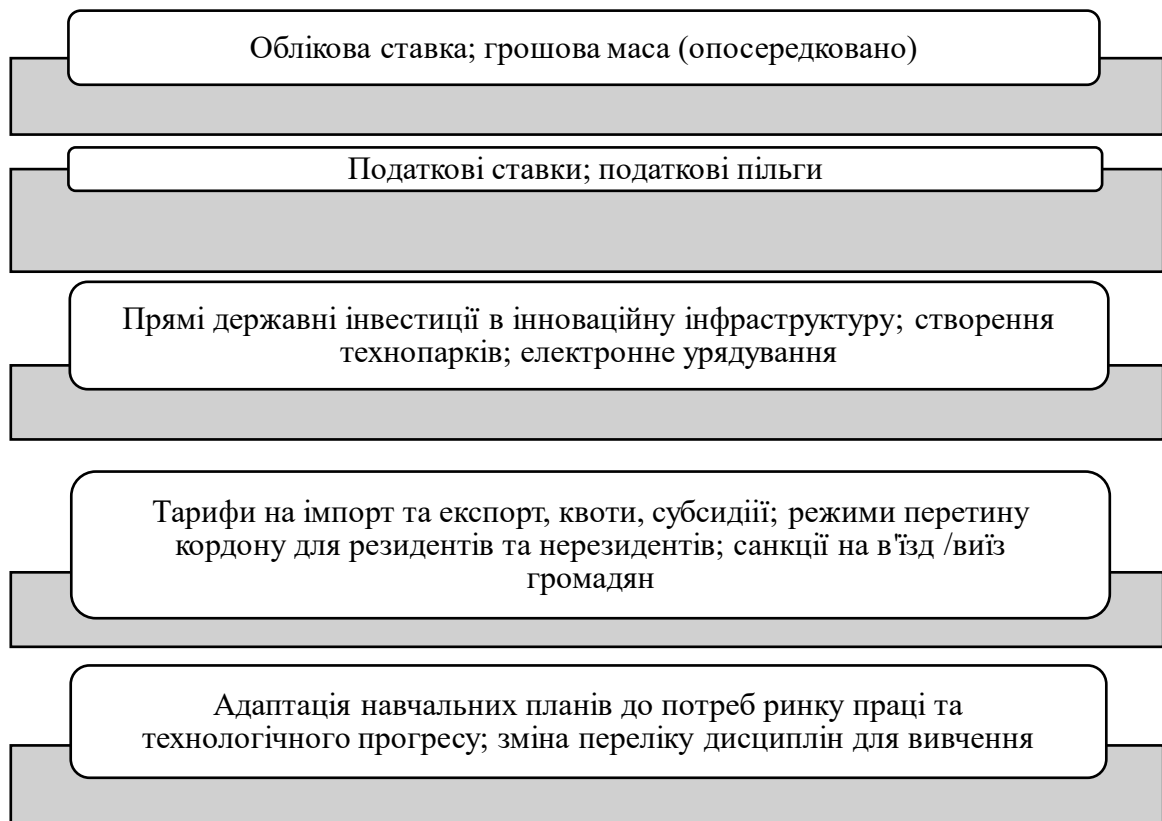 Облікова ставка; грошова маса (опосередковано)
Податкові ставки; податкові пільги
Прямі державні інвестиції в інноваційну інфраструктуру; створення
технопарків; електронне урядування
Тарифи на імпорт та експорт, квоти, субсидіії; режими перетину
кордону для резидентів та нерезидентів; санкції на в'їзд /виїз
громадян
Адаптація навчальних планів до потреб ринку праці та
технологічного прогресу; зміна переліку дисциплін для вивчення